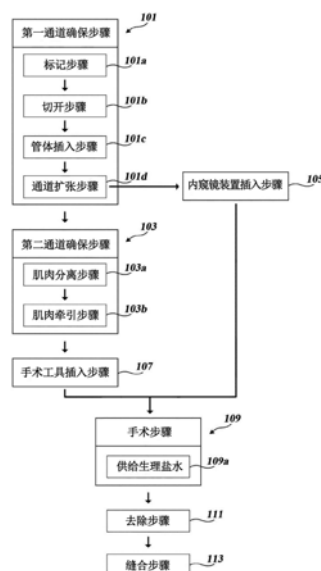 第一通道确保步骤
101
标记步骤
101a
切开步骤
101b
管体插入步骤
101c
通道扩张步骤
101d
内窥镜装置插入步骤
105
第二通道确保步骤
103
肌肉分离步骤
103a
肌肉牵引步骤
103b
手术工具插入步骤
107
手术步骤
109
供给生理盐水
109a
去除步骤
111
缝合步骤
113